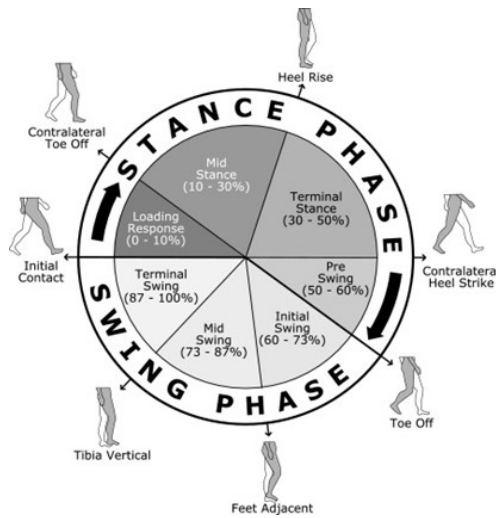 Heel Rise
Contralateral
Toe Off
STANCE PHASE
Mid
Stance
(10 - 30%)
Terminal
Stance
(30 - 50%)
Loading
Response
(0 - 10%)
Initial
Contact
Contralateral
Heel Strike
Pre
Swing
(50 - 60%)
Terminal
Swing
(87 - 100%)
Initial
Swing
(60 - 73%)
Mid
Swing
(73 - 87%)
SWING PHASE
Toe Off
Tibia Vertical
Feet Adjacent